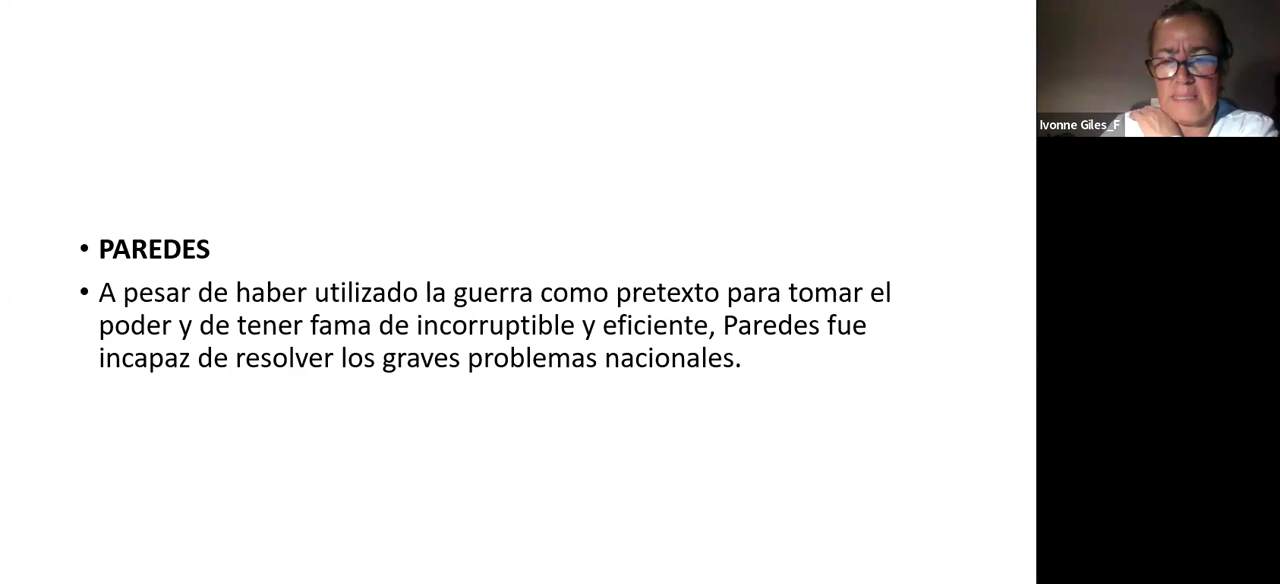 • PAREDES
• A pesar de haber utilizado la guerra como pretexto para tomar el
poder y de tener fama de incorruptible y eficiente, Paredes fue
incapaz de resolver los graves problemas nacionales.
Ivonne Giles_F